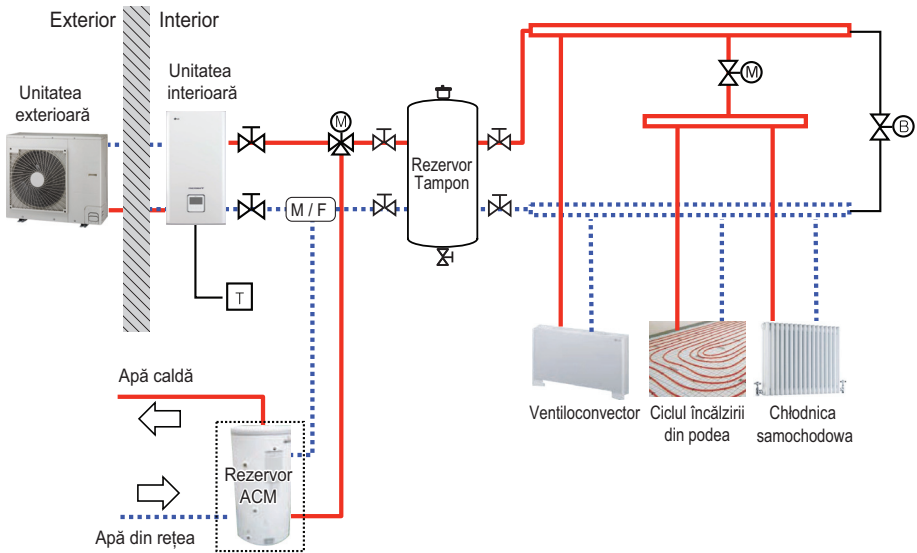 Exterior
Interior
Unitatea
exterioară
Unitatea
interioară
M
M
B
Rezervor
Tampon
M / F
T
Ventiloconvector
Ciclul încălzirii
din podea
Chłodnica
samochodowa
Apă caldă
Rezervor
ACM
Apă din rețea